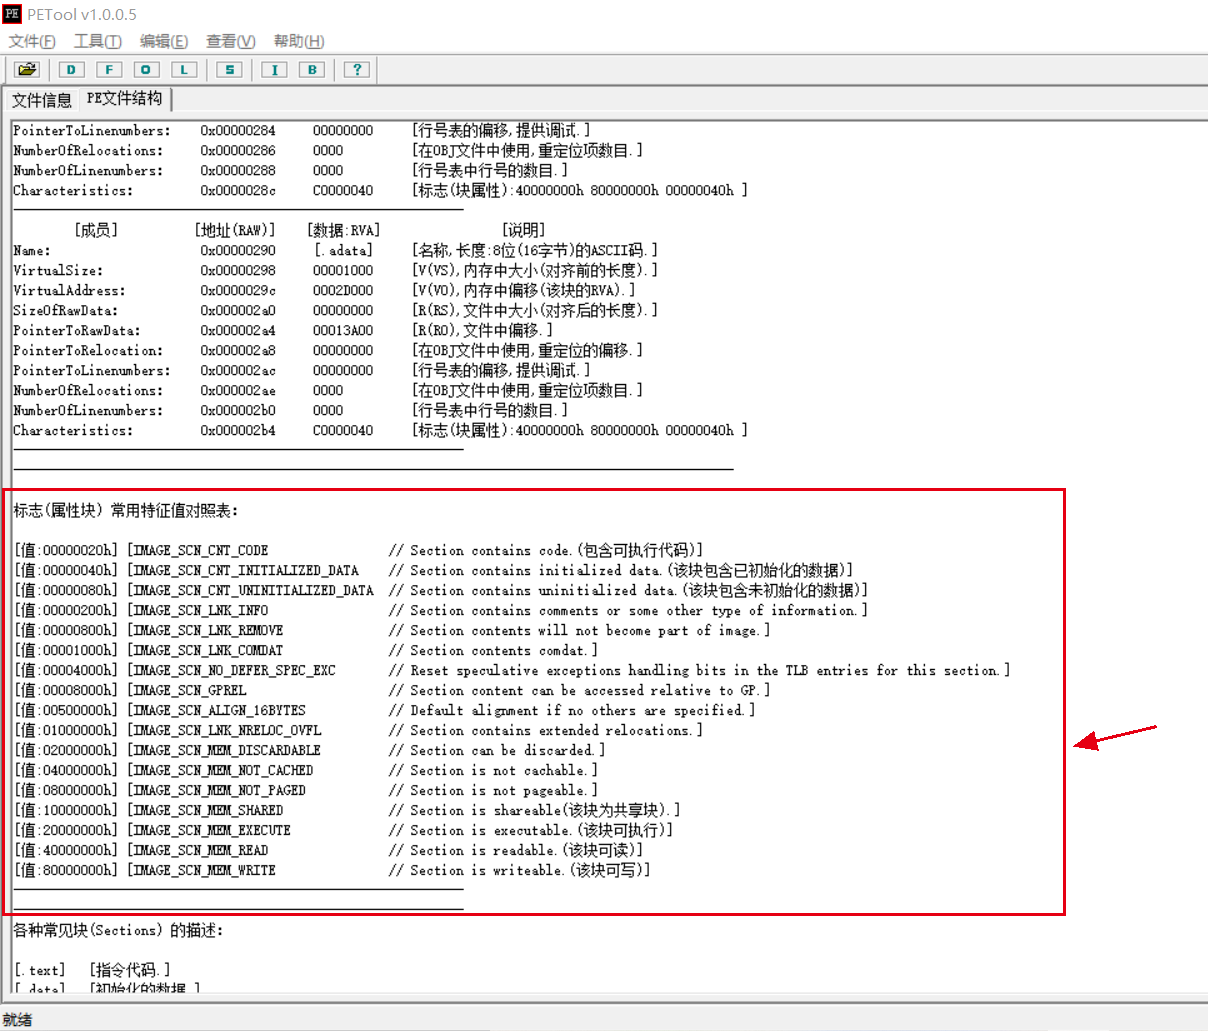 PETool v1.0.0.5
文件(F) 工具(T) 编辑(E) 查看(V) 帮助(H)
D F O L S I B ?
文件信息 PE文件结构
PointerToLinenumbers: 0x00000284 00000000 [行号表的偏移,提供调试.]
NumberOfRelocations: 0x00000286 0000 [在OBJ文件中使用,重定位项数目.]
NumberOfLinenumbers: 0x00000288 0000 [行号表中行号的数目.]
Characteristics: 0x0000028c C0000040 [标志(块属性):40000000h 80000000h 00000040h ]
[成员] [地址(RAW)] [数据:RVA] [说明]
Name: 0x00000290 [.adata] [名称,长度:8位(16字节)的ASCII码.]
VirtualSize: 0x00000298 00001000 [V(VS),内存中大小(对齐前的长度).]
VirtualAddress: 0x0000029c 0002D000 [V(VO),内存中偏移(该块的RVA).]
SizeOfRawData: 0x000002a0 00000000 [R(RS),文件中大小(对齐后的长度).]
PointerToRawData: 0x000002a4 00013A00 [R(RO),文件中偏移.]
PointerToRelocation: 0x000002a8 00000000 [在OBJ文件中使用,重定位的偏移.]
PointerToLinenumbers: 0x000002ac 00000000 [行号表的偏移,提供调试.]
NumberOfRelocations: 0x000002ae 0000 [在OBJ文件中使用,重定位项数目.]
NumberOfLinenumbers: 0x000002b0 0000 [行号表中行号的数目.]
Characteristics: 0x000002b4 C0000040 [标志(块属性):40000000h 80000000h 00000040h ]
标志(属性块) 常用特征值对照表:
[值:00000020h] [IMAGE_SCN_CNT_CODE // Section contains code.(包含可执行代码)]
[值:00000040h] [IMAGE_SCN_CNT_INITIALIZED_DATA // Section contains initialized data.(该块包含已初始化的数据)]
[值:00000080h] [IMAGE_SCN_CNT_UNINITIALIZED_DATA // Section contains uninitialized data.(该块包含未初始化的数据)]
[值:00000200h] [IMAGE_SCN_LNK_INFO // Section contains comments or some other type of information.]
[值:00000800h] [IMAGE_SCN_LNK_REMOVE // Section contents will not become part of image.]
[值:00001000h] [IMAGE_SCN_LNK_COMDAT // Section contents comdat.]
[值:00004000h] [IMAGE_SCN_NO_DEFER_SPEC_EXC // Reset speculative exceptions handling bits in the TLB entries for this section.]
[值:00008000h] [IMAGE_SCN_GPREL // Section content can be accessed relative to GP.]
[值:00500000h] [IMAGE_SCN_ALIGN_16BYTES // Default alignment if no others are specified.]
[值:01000000h] [IMAGE_SCN_LNK_NRELOC_OVFL // Section contains extended relocations.]
[值:02000000h] [IMAGE_SCN_MEM_DISCARDABLE // Section can be discarded.]
[值:04000000h] [IMAGE_SCN_MEM_NOT_CACHED // Section is not cachable.]
[值:08000000h] [IMAGE_SCN_MEM_NOT_PAGED // Section is not pageable.]
[值:10000000h] [IMAGE_SCN_MEM_SHARED // Section is shareable(该块为共享块).]
[值:20000000h] [IMAGE_SCN_MEM_EXECUTE // Section is executable.(该块可执行)]
[值:40000000h] [IMAGE_SCN_MEM_READ // Section is readable.(该块可读)]
[值:80000000h] [IMAGE_SCN_MEM_WRITE // Section is writeable.(该块可写)]
各种常见块(Sections) 的描述:
[.text] [指令代码.]
[.data] [初始化的数据.]
就绪